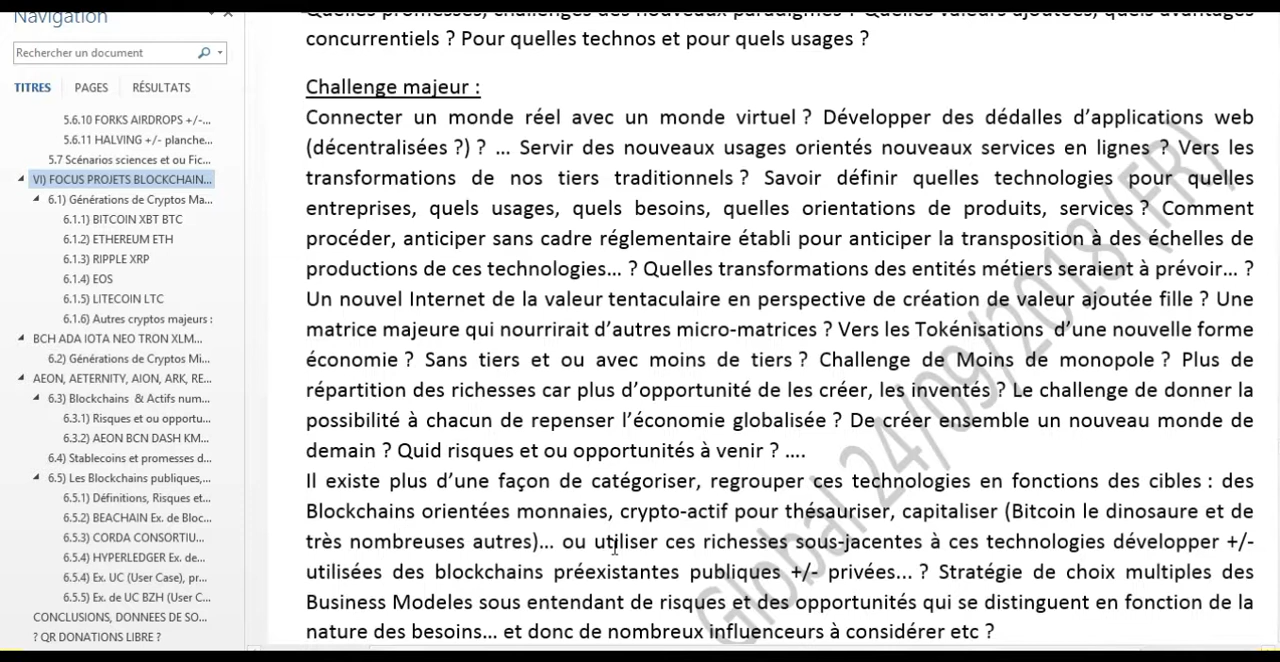 Navigation
Rechercher un document
TITRES PAGES RÉSULTATS
5.6.10 FORKS AIRDROPS +/-...
5.6.11 HALVING +/- planche...
5.7 Scénarios sciences et ou Fic...
VI) FOCUS PROJETS BLOCKCHAIN...
6.1) Générations de Cryptos Ma...
6.1.1) BITCOIN XBT BTC
6.1.2) ETHEREUM ETH
6.1.3) RIPPLE XRP
6.1.4) EOS
6.1.5) LITECOIN LTC
6.1.6) Autres cryptos majeurs :
BCH ADA IOTA NEO TRON XLM...
6.2) Générations de Cryptos Mi...
AEON, AETERNITY, AION, ARK, RE...
6.3) Blockchains & Actifs num...
6.3.1) Risques et ou opportu...
6.3.2) AEON BCN DASH KM...
6.4) Stablecoins et promesses d...
6.5) Les Blockchains publiques,...
6.5.1) Définitions, Risques et...
6.5.2) BEACHAIN Ex. de Bloc...
6.5.3) CORDA CONSORTIU...
6.5.4) HYPERLEDGER Ex. de...
6.5.4) Ex. UC (User Case), pr...
6.5.5) Ex. de UC BZH (User C...
CONCLUSIONS, DONNEES DE SO...
? QR DONATIONS LIBRE ?
Quelles promesses, challenges des nouveaux paradigmes ? Quelles valeurs ajoutées, quels avantages
concurrentiels ? Pour quelles technos et pour quels usages ?
Challenge majeur :
Connecter un monde réel avec un monde virtuel ? Développer des dédalles d’applications web
(décentralisées ?) ? ... Servir des nouveaux usages orientés nouveaux services en lignes ? Vers les
transformations de nos tiers traditionnels ? Savoir définir quelles technologies pour quelles
entreprises, quels usages, quels besoins, quelles orientations de produits, services ? Comment
procéder, anticiper sans cadre réglementaire établi pour anticiper la transposition à des échelles de
productions de ces technologies... ? Quelles transformations des entités métiers seraient à prévoir... ?
Un nouvel Internet de la valeur tentaculaire en perspective de création de valeur ajoutée fille ? Une
matrice majeure qui nourrirait d’autres micro-matrices ? Vers les Tokénisations d’une nouvelle forme
économie ? Sans tiers et ou avec moins de tiers ? Challenge de Moins de monopole ? Plus de
répartition des richesses car plus d’opportunité de les créer, les inventés ? Le challenge de donner la
possibilité à chacun de repenser l’économie globalisée ? De créer ensemble un nouveau monde de
demain ? Quid risques et ou opportunités à venir ? ....
Il existe plus d’une façon de catégoriser, regrouper ces technologies en fonctions des cibles : des
Blockchains orientées monnaies, crypto-actif pour thésauriser, capitaliser (Bitcoin le dinosaure et de
très nombreuses autres)... ou utiliser ces richesses sous-jacentes à ces technologies développer +/-
utilisées des blockchains préexistantes publiques +/- privées... ? Stratégie de choix multiples des
Business Modeles sous entendant de risques et des opportunités qui se distinguent en fonction de la
nature des besoins... et donc de nombreux influenceurs à considérer etc ?
Global 24/09/2018 (FR)